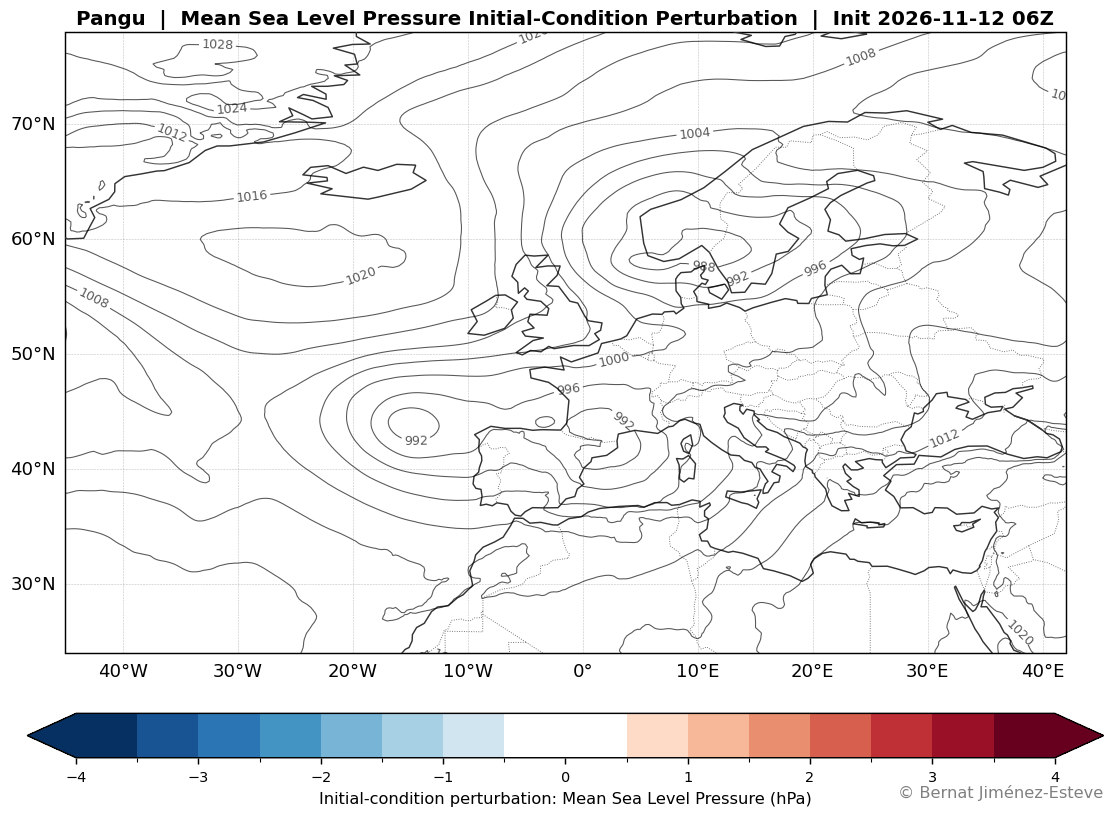 Pangu | Mean Sea Level Pressure Initial-Condition Perturbation | Init 2026-11-12 06Z
1028
1008
1024
1012
1004
70°N
1016
60°N
1020
988
992
996
1008
50°N
1000
996
992
992
1012
40°N
30°N
1020
40°W 30°W 20°W 10°W 0° 10°E 20°E 30°E 40°E
−4 −3 −2 −1 0 1 2 3 4
Initial-condition perturbation: Mean Sea Level Pressure (hPa)
© Bernat Jiménez-Esteve